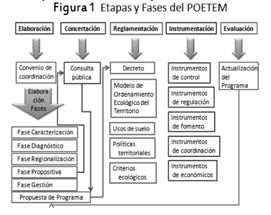 Figura 1 Etapas y Fases del POETEM
Elaboración
Concertación
Reglamentación
Instrumentación
Evaluación
Convenio de
coordinación
Elabora
ción
Fases
Fase Caracterización
Fase Diagnóstico
Fase Regionalización
Fase Propositiva
Fase Gestión
Propuesta de Programa
Consulta
pública
Decreto
Modelo de
Ordenamiento
Ecológico del
Territorio
Usos de suelo
Políticas
territoriales
Criterios
ecológicos
Instrumentos
de control
Instrumentos
de regulación
Instrumentos
de fomento
Instrumentos
de coordinación
Instrumentos
de económicos
Actualización
del
Programa